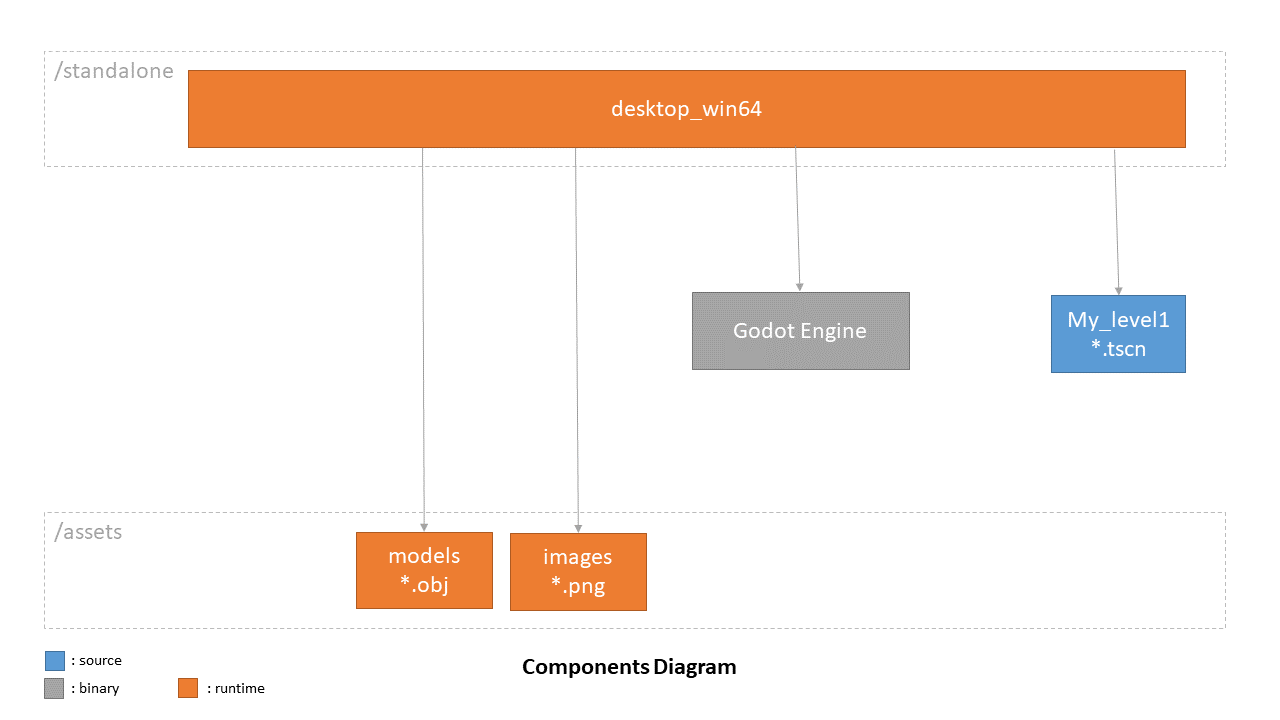 /standalone
desktop_win64
Godot Engine
My_level1
*.tscn
/assets
models
*.obj
images
*.png
: source
: binary
: runtime
Components Diagram